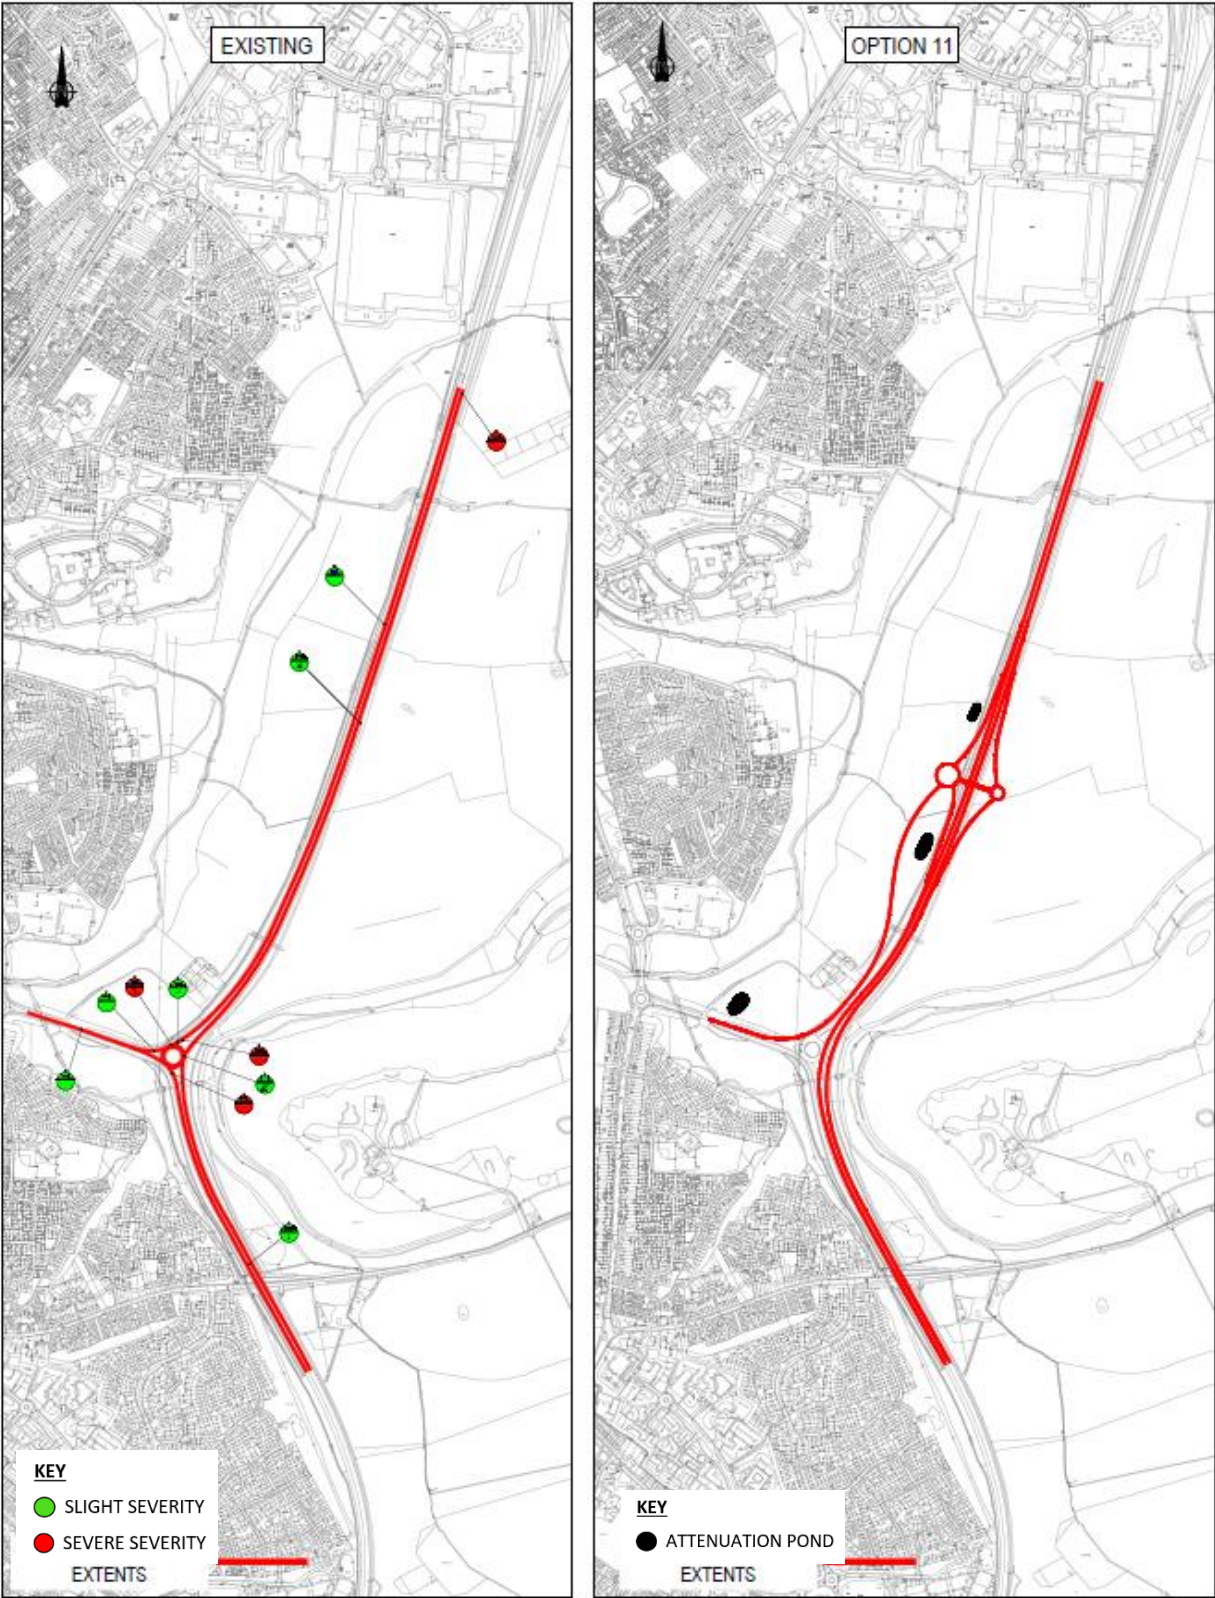 EXISTING
KEY
SLIGHT SEVERITY
SEVERE SEVERITY
EXTENTS
OPTION 11
KEY
ATTENUATION POND
EXTENTS